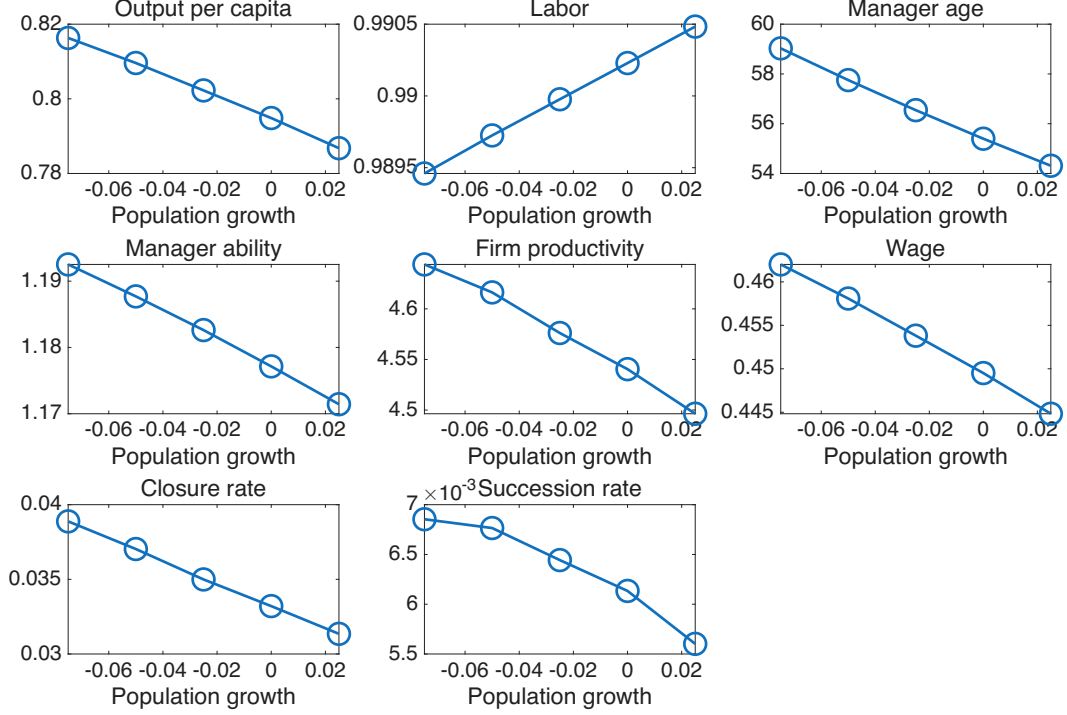 Output per capita
0.82
0.8
0.78
-0.06 -0.04 -0.02 0 0.02
Population growth
Labor
0.9905
0.99
0.9895
-0.06 -0.04 -0.02 0 0.02
Population growth
Manager age
60
58
56
54
-0.06 -0.04 -0.02 0 0.02
Population growth
Manager ability
1.19
1.18
1.17
-0.06 -0.04 -0.02 0 0.02
Population growth
Firm productivity
4.6
4.55
4.5
-0.06 -0.04 -0.02 0 0.02
Population growth
Wage
0.46
0.455
0.45
0.445
-0.06 -0.04 -0.02 0 0.02
Population growth
Closure rate
0.04
0.035
0.03
-0.06 -0.04 -0.02 0 0.02
Population growth
×10⁻³ Succession rate
7
6.5
6
5.5
-0.06 -0.04 -0.02 0 0.02
Population growth